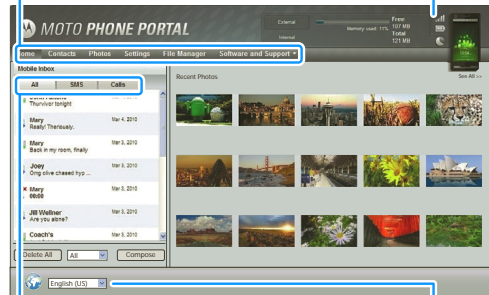 MOTO PHONE PORTAL
External
Internal
Memory used: 11%
Free
107 MB
Total
121 MB
Home Contacts Photos Settings File Manager Software and Support
Mobile Inbox
All SMS Calls
Thurvivor tonight
Mary Mar 4, 2010
Really! Theriously.
Mary Mar 3, 2010
Back in my room, finally
Joey Mar 3, 2010
Omg olive chased hyp ...
Mary Mar 3, 2010
00:00
Jill Wellner Mar 3, 2010
Are you alone?
Coach's Mar 3, 2010
Delete All All Compose
Recent Photos
See All >>
English (US)